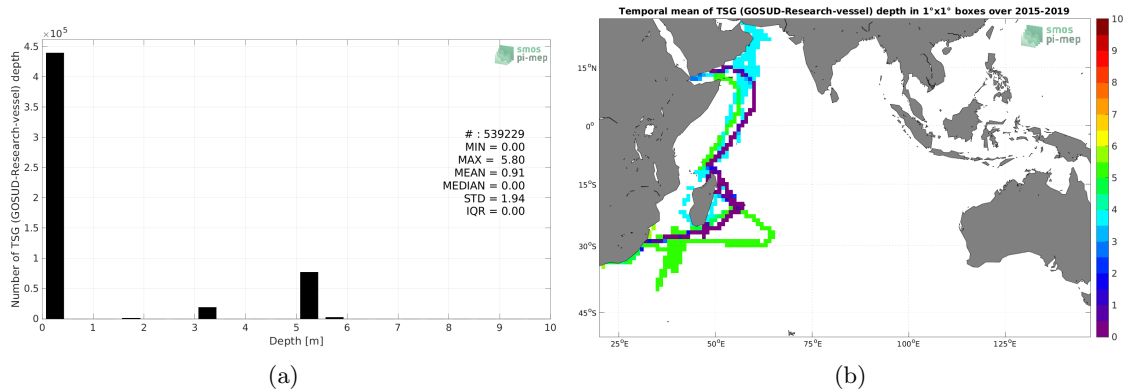 Temporal mean of TSG (GOSUD-Research-vessel) depth in 1°x1° boxes over 2015-2019
Number of TSG (GOSUD-Research-vessel) depth
×10⁵
4.5
4
3.5
3
2.5
2
1.5
1
0.5
0
smos
pi-mep
# : 539229
MIN = 0.00
MAX = 5.80
MEAN = 0.91
MEDIAN = 0.00
STD = 1.94
IQR = 0.00
0 1 2 3 4 5 6 7 8 9 10
Depth [m]
(a)
smos
pi-mep
15°N
0°
15°S
30°S
45°S
25°E 50°E 75°E 100°E 125°E
10
9
8
7
6
5
4
3
2
1
0
(b)